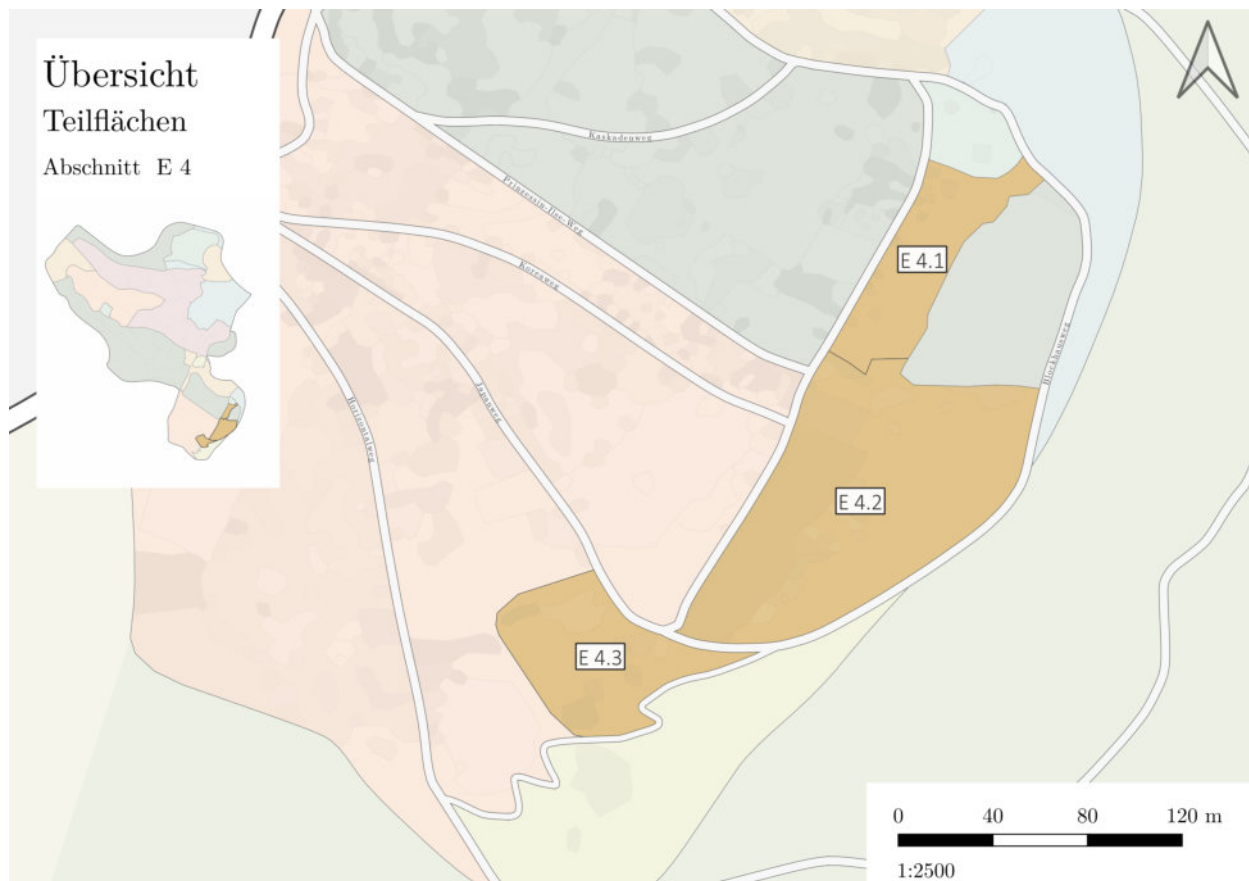 Übersicht
Teilflächen
Abschnitt E 4
Kaskadenweg
Prinzessin-Ilse-Weg
E 4.1
Kotenweg
Blockhausweg
Japanweg
Horizontalweg
E 4.2
E 4.3
0 40 80 120 m
1:2500